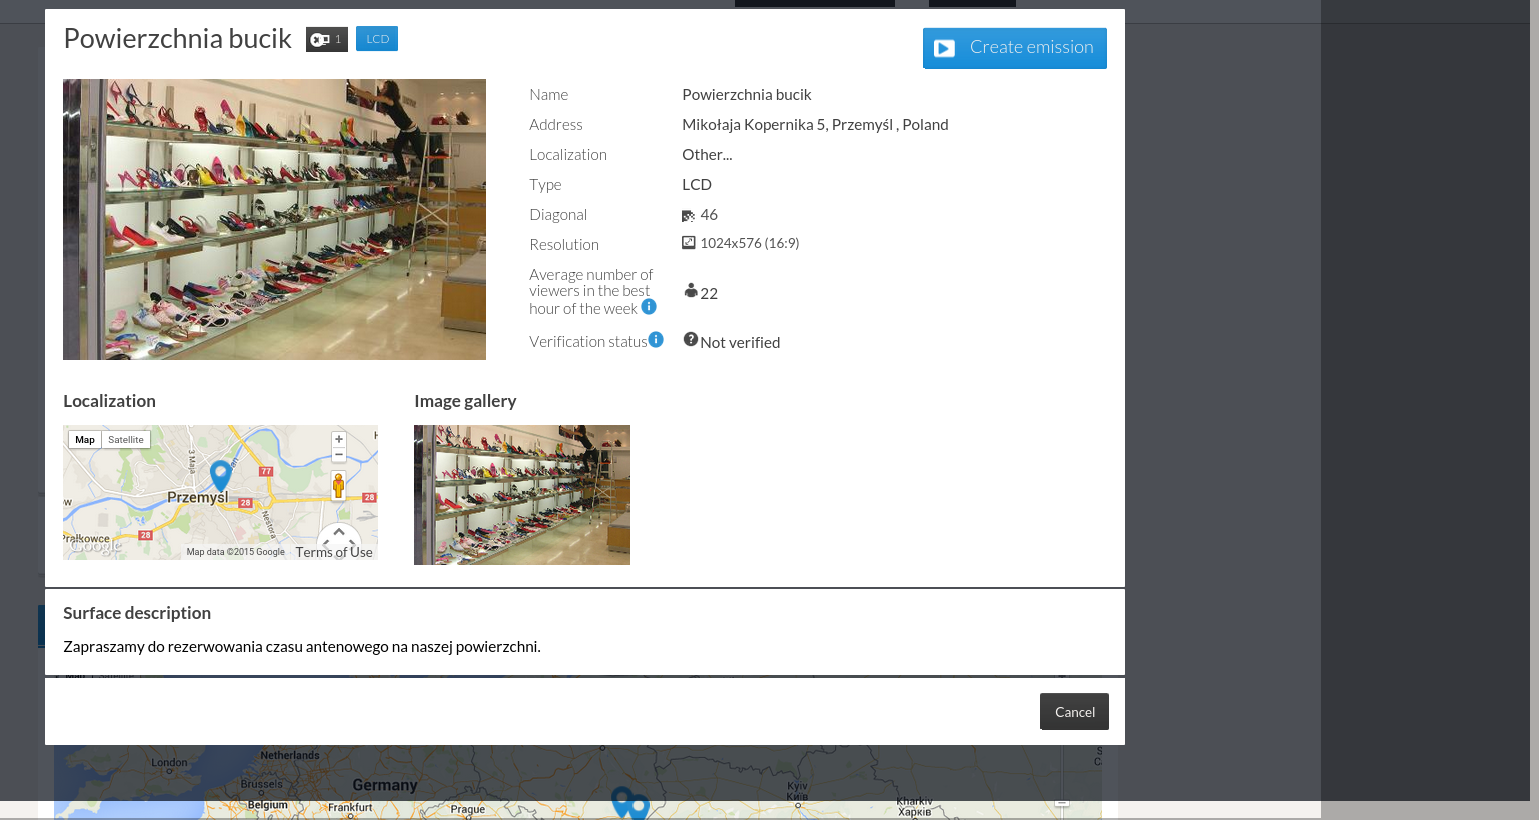 Powierzchnia bucik
1
LCD
Create emission
Name
Powierzchnia bucik
Address
Mikołaja Kopernika 5, Przemyśl , Poland
Localization
Other...
Type
LCD
Diagonal
46
Resolution
1024x576 (16:9)
Average number of
viewers in the best
hour of the week
22
Verification status
Not verified
Localization
Image gallery
Map
Satellite
3 Maja
77
28
Przemyśl
28
Nestora
28
Prałkowce
Google
Map data ©2015 Google
Terms of Use
Surface description
Zapraszamy do rezerwowania czasu antenowego na naszej powierzchni.
Cancel
Netherlands
London
Brussels
Germany
Belgium
Frankfurt
Prague
Kyiv
Київ
Kharkiv
Харків